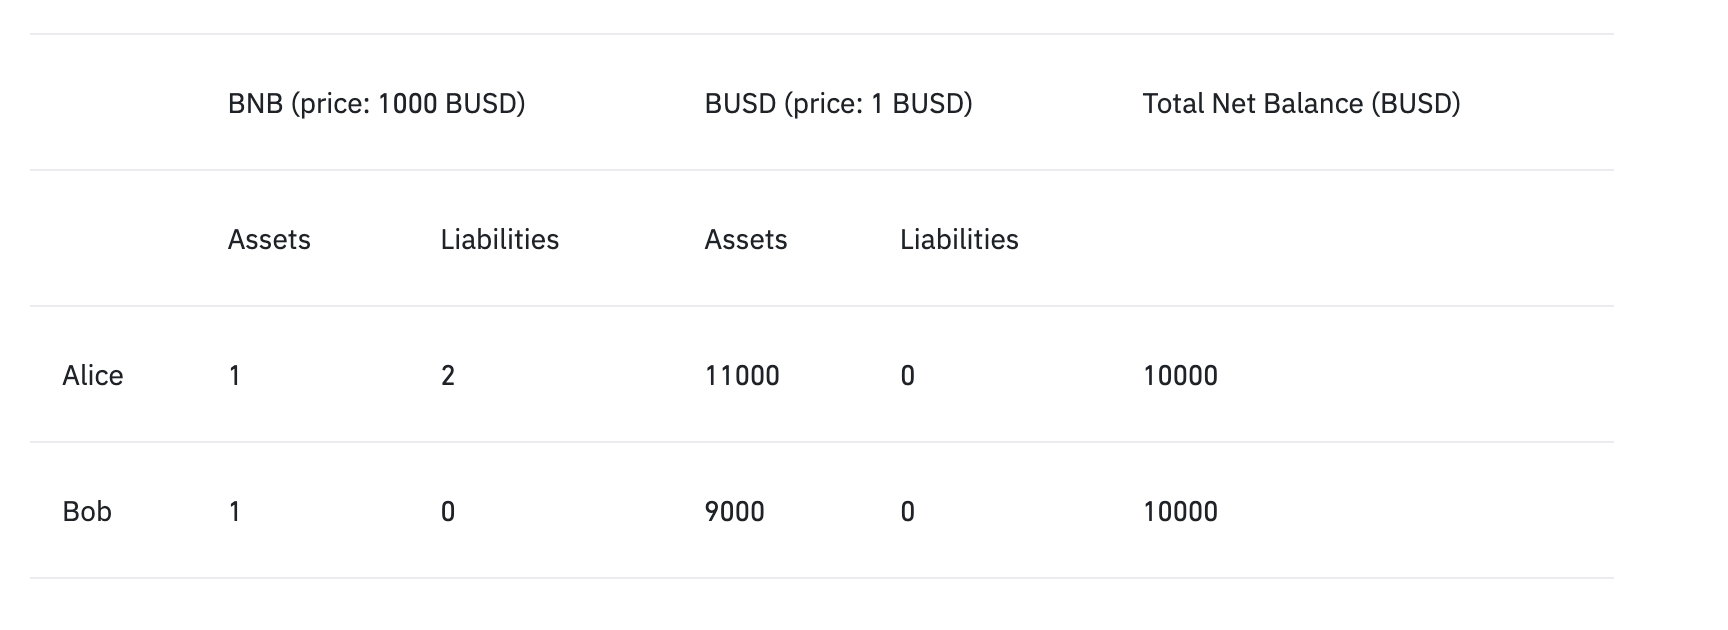 BNB (price: 1000 BUSD) BUSD (price: 1 BUSD) Total Net Balance (BUSD)
Assets Liabilities Assets Liabilities
Alice 1 2 11000 0 10000
Bob 1 0 9000 0 10000